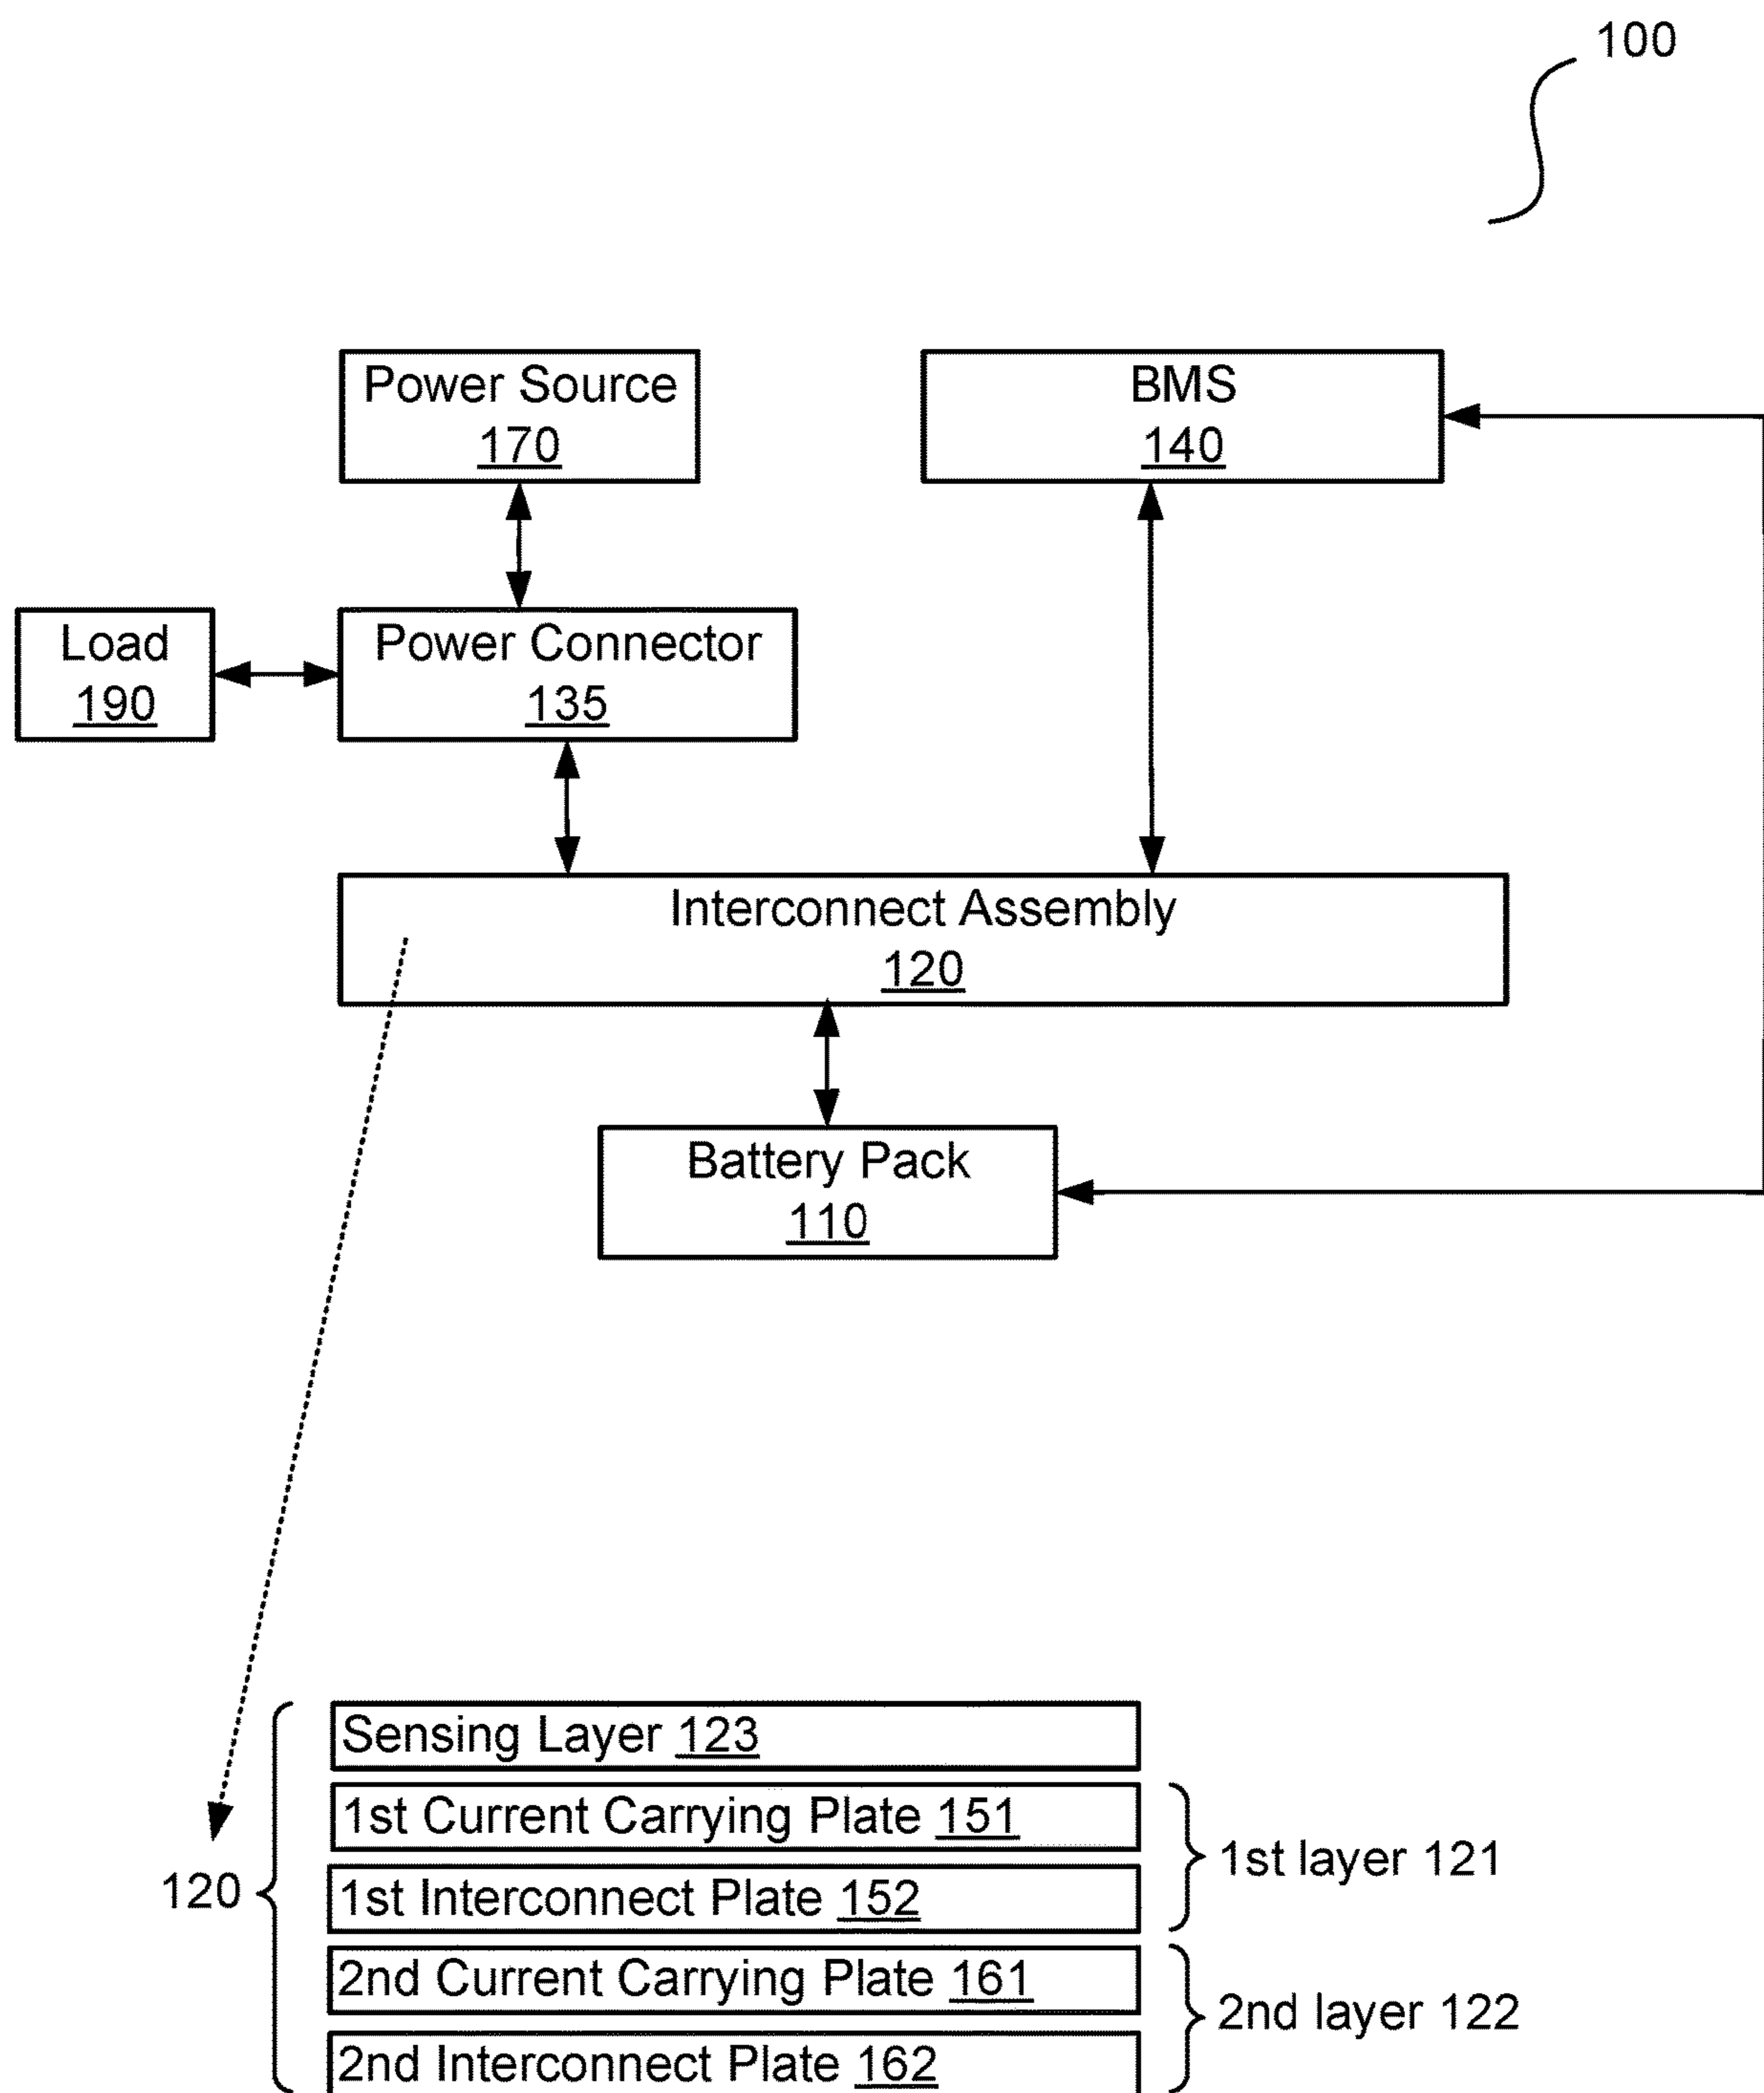 100
Power Source
170
BMS
140
Load
190
Power Connector
135
Interconnect Assembly
120
Battery Pack
110
Sensing Layer 123
1st Current Carrying Plate 151
1st Interconnect Plate 152
2nd Current Carrying Plate 161
2nd Interconnect Plate 162
120
1st layer 121
2nd layer 122